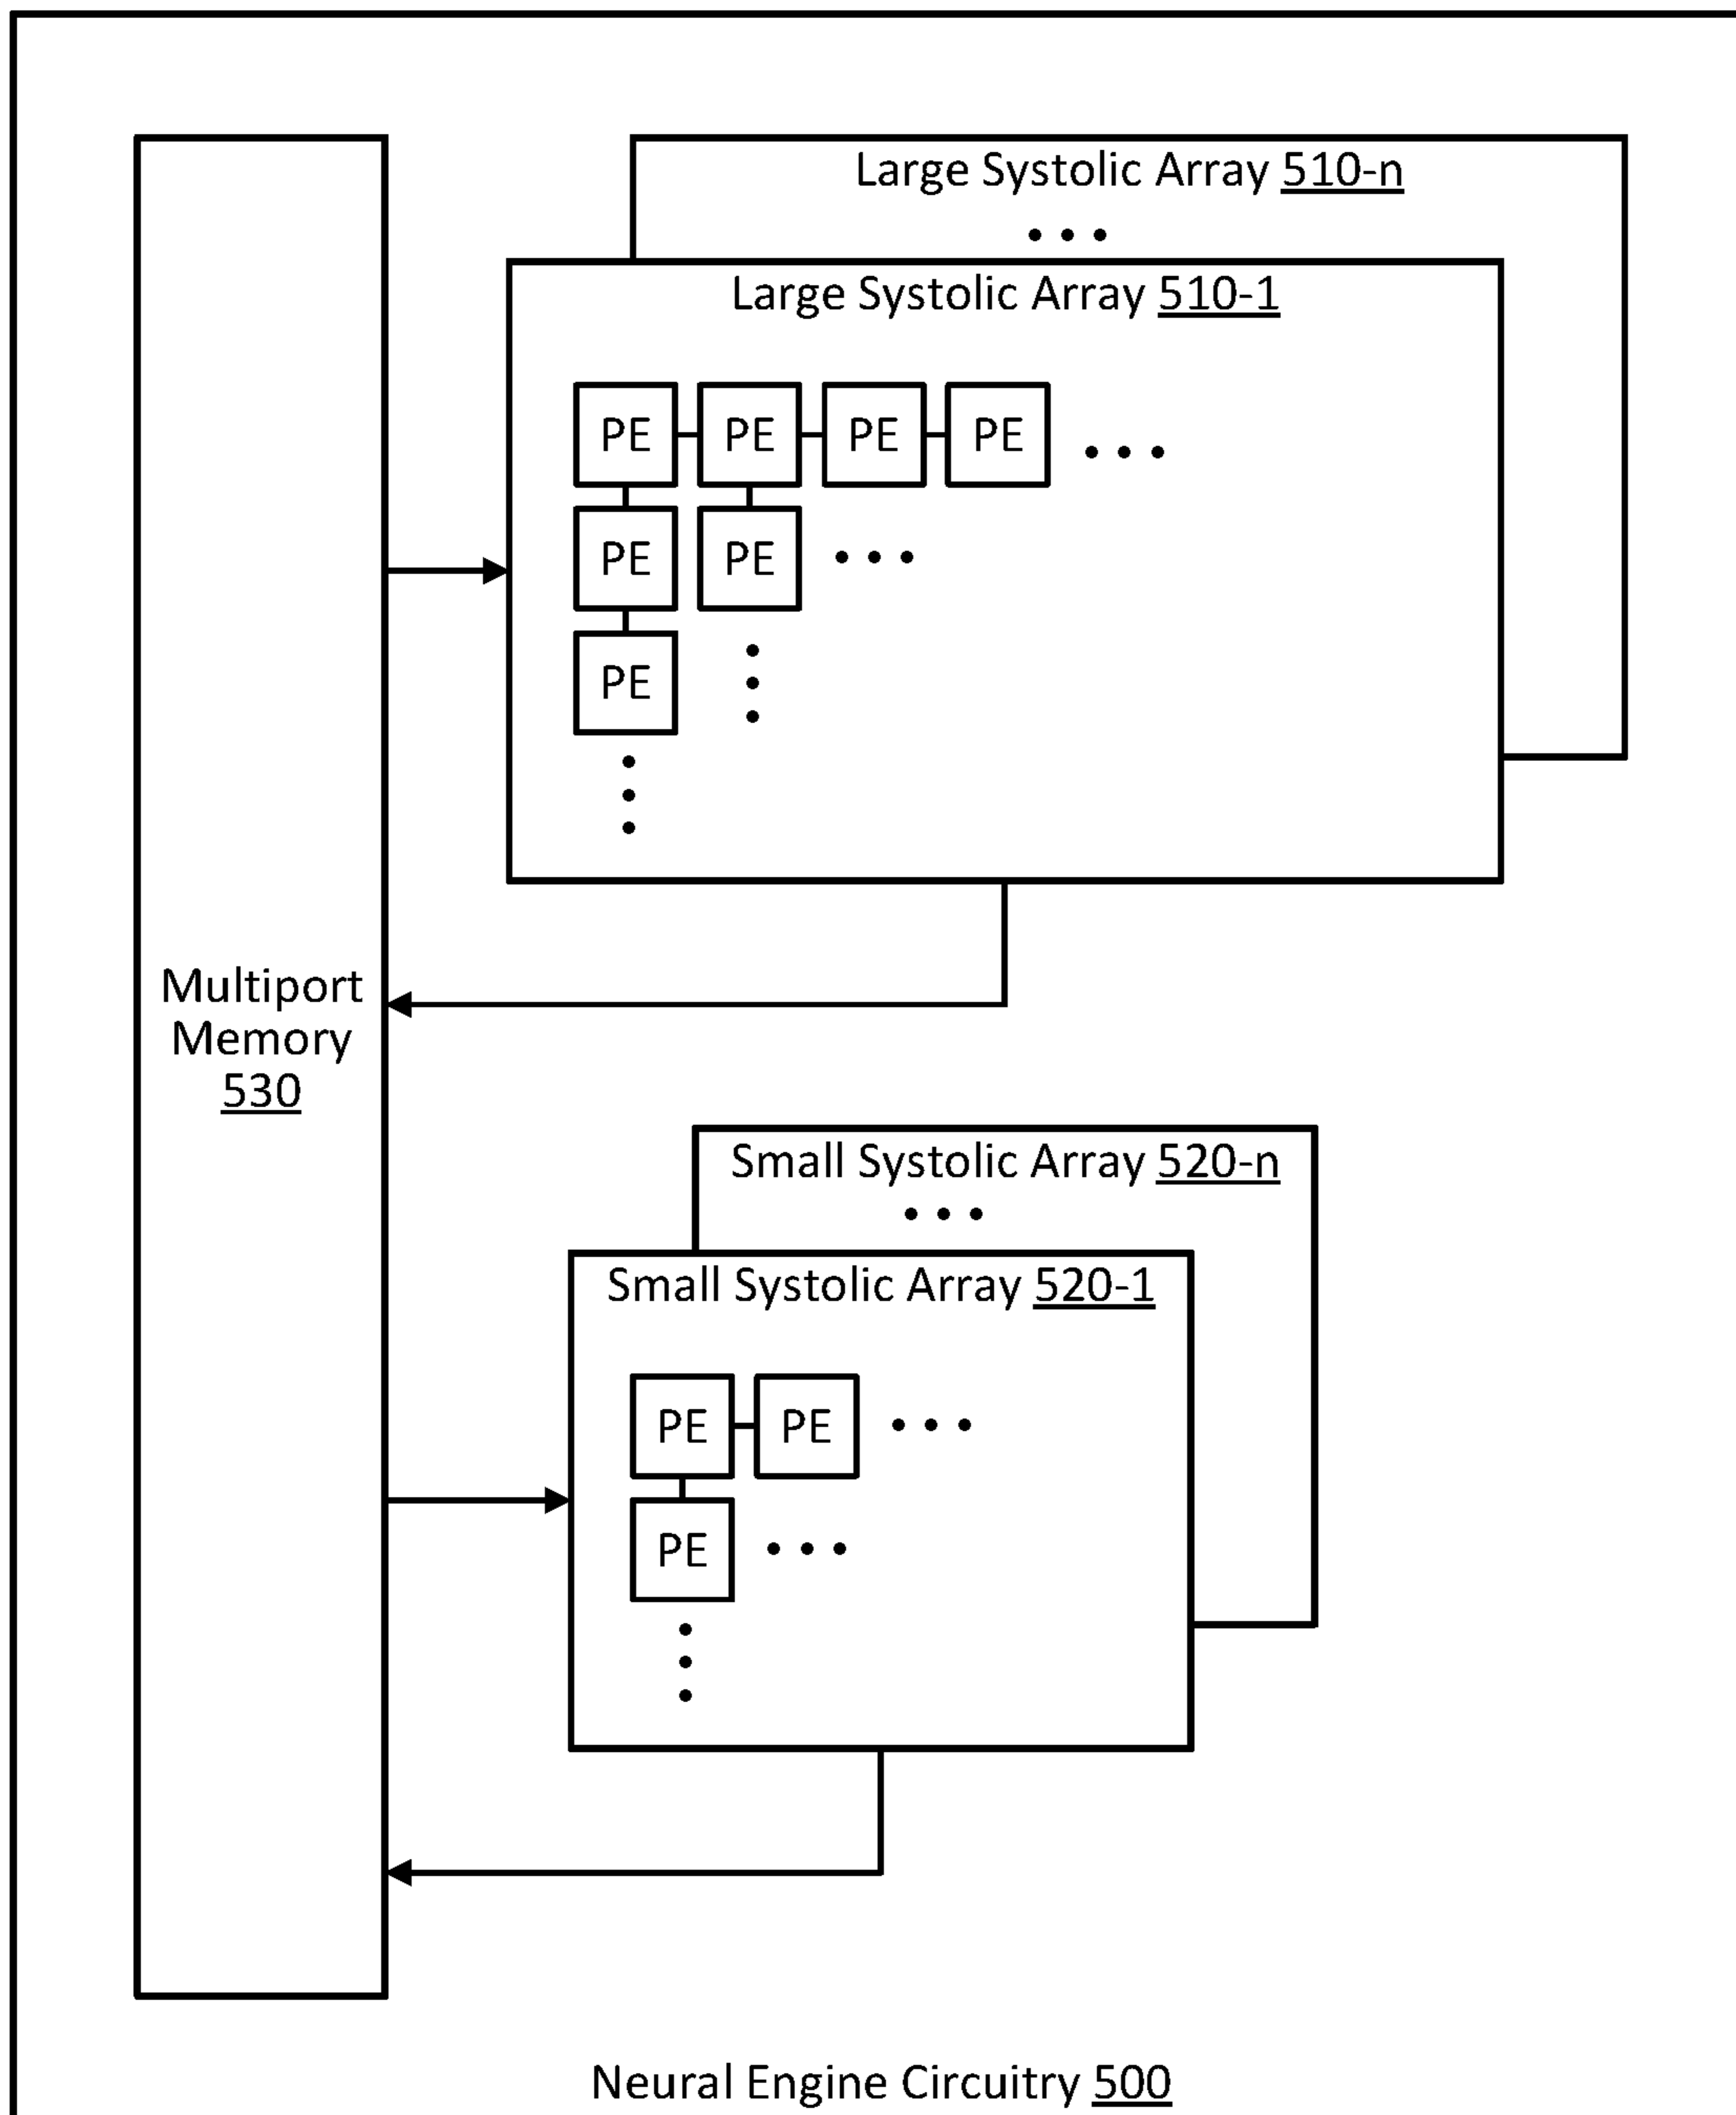 Large Systolic Array 510-n
Large Systolic Array 510-1
PE PE PE PE
PE PE
PE
Multiport
Memory
530
Small Systolic Array 520-n
Small Systolic Array 520-1
PE PE
PE
Neural Engine Circuitry 500